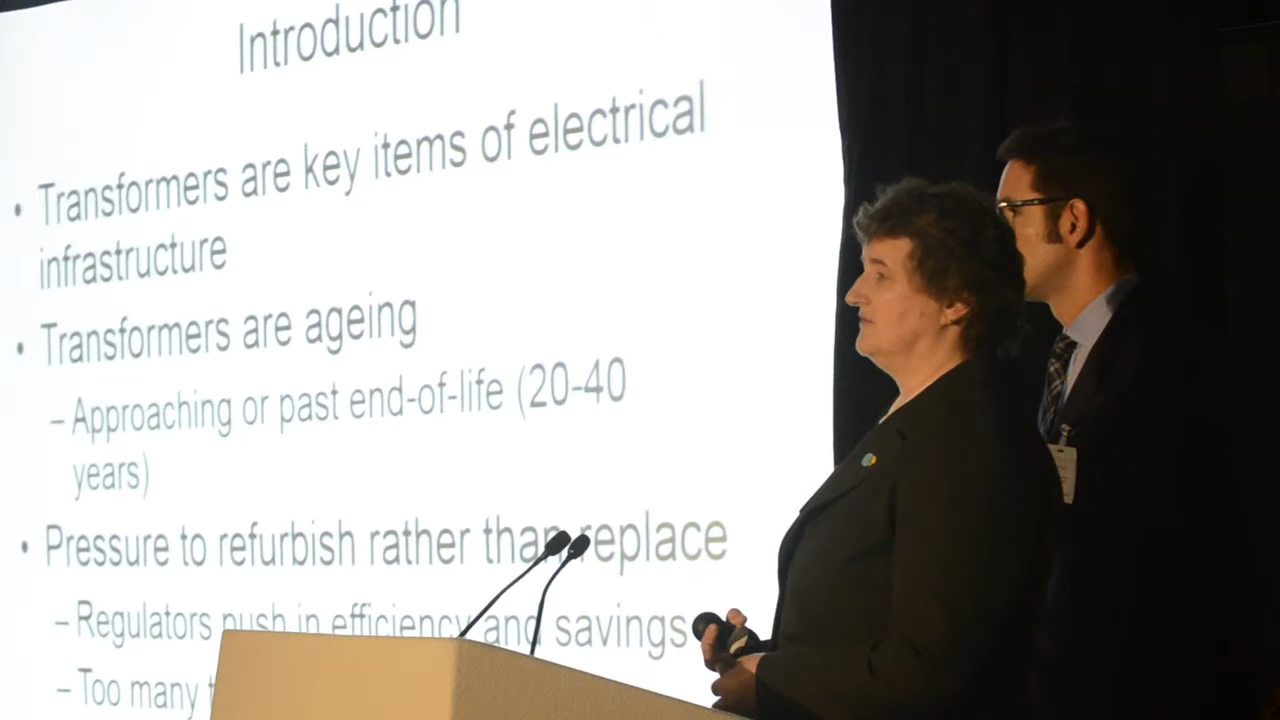 Introduction
• Transformers are key items of electrical
infrastructure
• Transformers are ageing
– Approaching or past end-of-life (20-40
years)
• Pressure to refurbish rather than replace
– Regulators push in efficiency and savings
– Too many